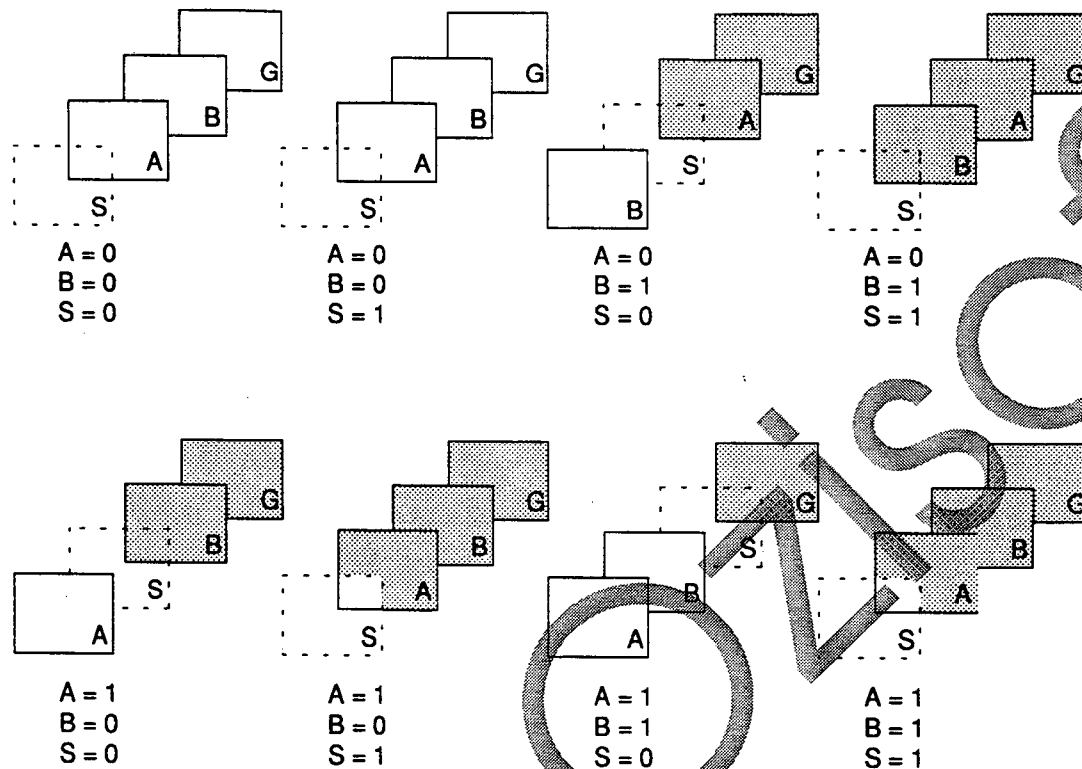 G
B
A
S
A = 0
B = 0
S = 0
G
B
A
S
A = 0
B = 0
S = 1
G
A
S
B
A = 0
B = 1
S = 0
G
A
B
S
A = 0
B = 1
S = 1
G
B
S
A
A = 1
B = 0
S = 0
G
B
A
S
A = 1
B = 0
S = 1
G
S
B
A
A = 1
B = 1
S = 0
G
B
A
S
A = 1
B = 1
S = 1